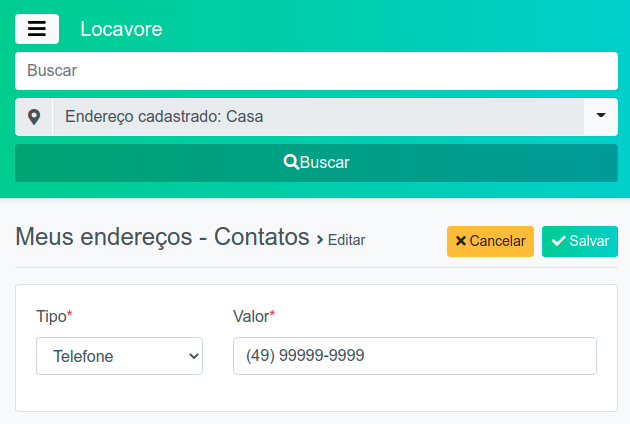 Locavore
Buscar
Endereço cadastrado: Casa
Buscar
Meus endereços - Contatos Editar
Cancelar Salvar
Tipo* Valor*
Telefone (49) 99999-9999